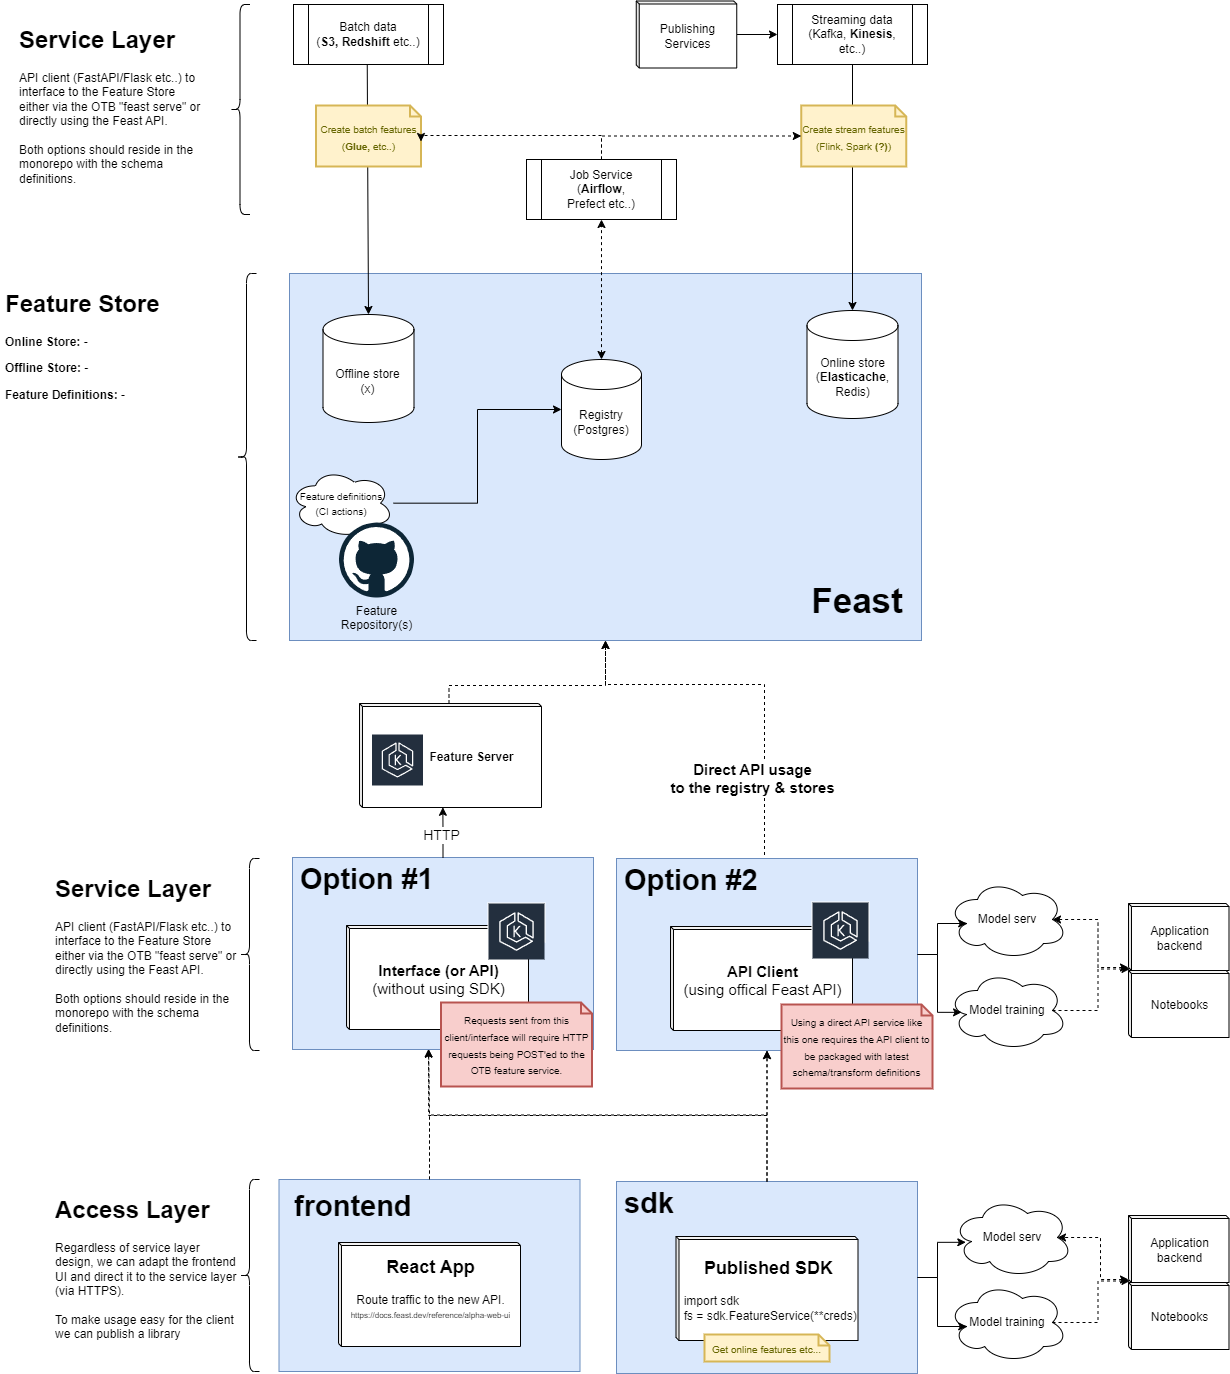 Service Layer
API client (FastAPI/Flask etc..) to
interface to the Feature Store
either via the OTB "feast serve" or
directly using the Feast API.
Both options should reside in the
monorepo with the schema
definitions.
Batch data
(S3, Redshift etc..)
Publishing
Services
Streaming data
(Kafka, Kinesis,
etc..)
Create batch features
(Glue, etc..)
Create stream features
(Flink, Spark (?))
Job Service
(Airflow,
Prefect etc..)
Feature Store
Online Store: -
Offline Store: -
Feature Definitions: -
Offline store
(x)
Registry
(Postgres)
Online store
(Elasticache,
Redis)
Feature definitions
(CI actions)
Feature
Repository(s)
Feast
K
Feature Server
Direct API usage
to the registry & stores
HTTP
Service Layer
API client (FastAPI/Flask etc..) to
interface to the Feature Store
either via the OTB "feast serve" or
directly using the Feast API.
Both options should reside in the
monorepo with the schema
definitions.
Option #1
K
Interface (or API)
(without using SDK)
Requests sent from this
client/interface will require HTTP
requests being POST'ed to the
OTB feature service.
Option #2
K
API Client
(using offical Feast API)
Using a direct API service like
this one requires the API client to
be packaged with latest
schema/transform definitions
Model serv
Model training
Application
backend
Notebooks
Access Layer
Regardless of service layer
design, we can adapt the frontend
UI and direct it to the service layer
(via HTTPS).
To make usage easy for the client
we can publish a library
frontend
React App
Route traffic to the new API.
https://docs.feast.dev/reference/alpha-web-ui
sdk
Published SDK
import sdk
fs = sdk.FeatureService(**creds)
Get online features etc...
Model serv
Model training
Application
backend
Notebooks